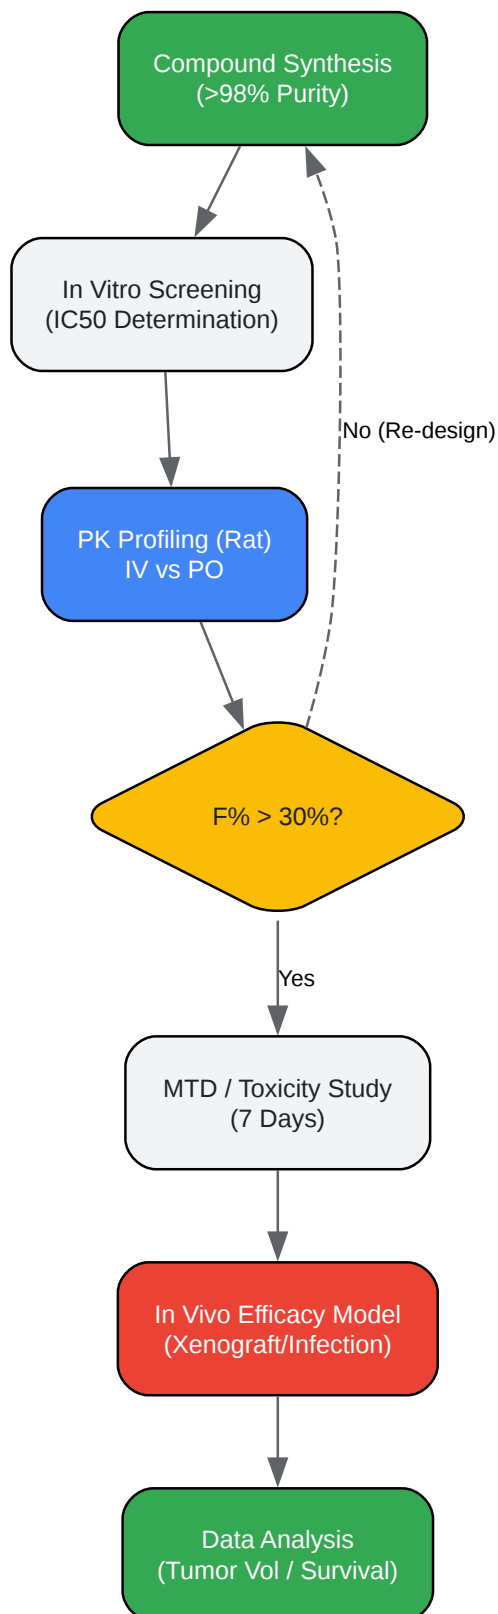 Compound Synthesis
(>98% Purity)
In Vitro Screening
(IC50 Determination)
No (Re-design)
PK Profiling (Rat)
IV vs PO
F% > 30%?
Yes
MTD / Toxicity Study
(7 Days)
In Vivo Efficacy Model
(Xenograft/Infection)
Data Analysis
(Tumor Vol / Survival)